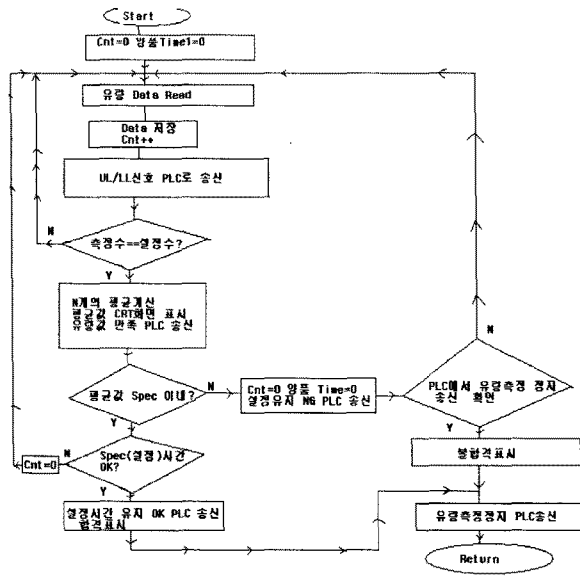 Start
Cnt=0 양품Time1=0
유량 Data Read
Data 저장
Cnt++
UL/LL신호 PLC로 송신
N
측정수==설정수?
Y
N개의 평균계산
평균값 CRT화면 표시
유량값 만족 PLC 송신
평균값 Spec 이내?
N
Cnt=0 양품 Time=0
설정유지 NG PLC 송신
N
PLC에서 유량측정 정지
송신 확인
Y
Y
Cnt=0
N
Spec(설정)시간
OK?
Y
불합격표시
설정시간 유지 OK PLC 송신
합격표시
유량측정정지 PLC송신
Return